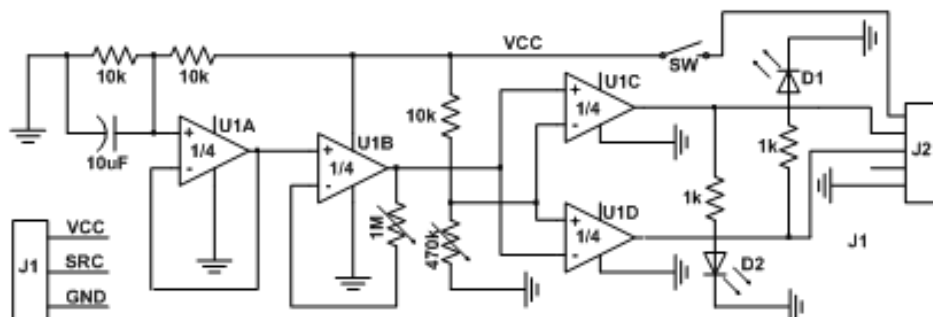 VCC
SW
D1
10k
10k
U1C
1/4
10k
10uF
U1A
1/4
U1B
1/4
1k
J2
1k
U1D
1/4
1M
470k
J1
VCC
SRC
GND
J1
D2
+
-
+
-
+
-
+
-